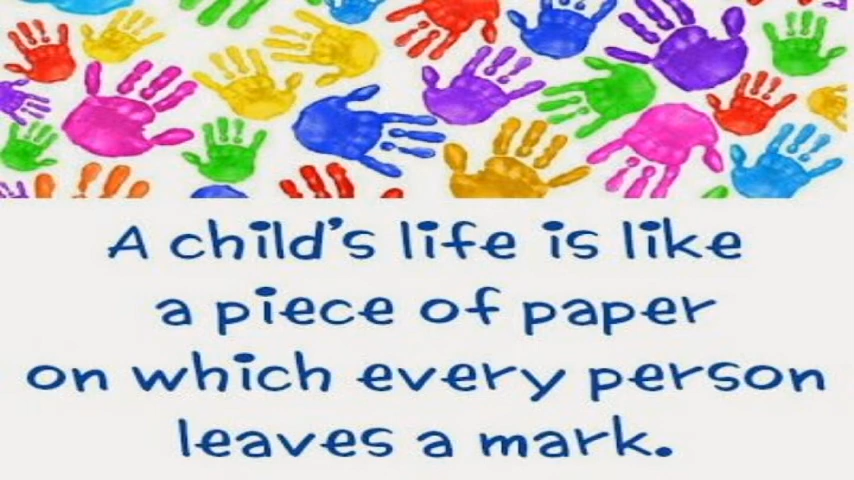 A child's life is like
a piece of paper
on which every person
leaves a mark.